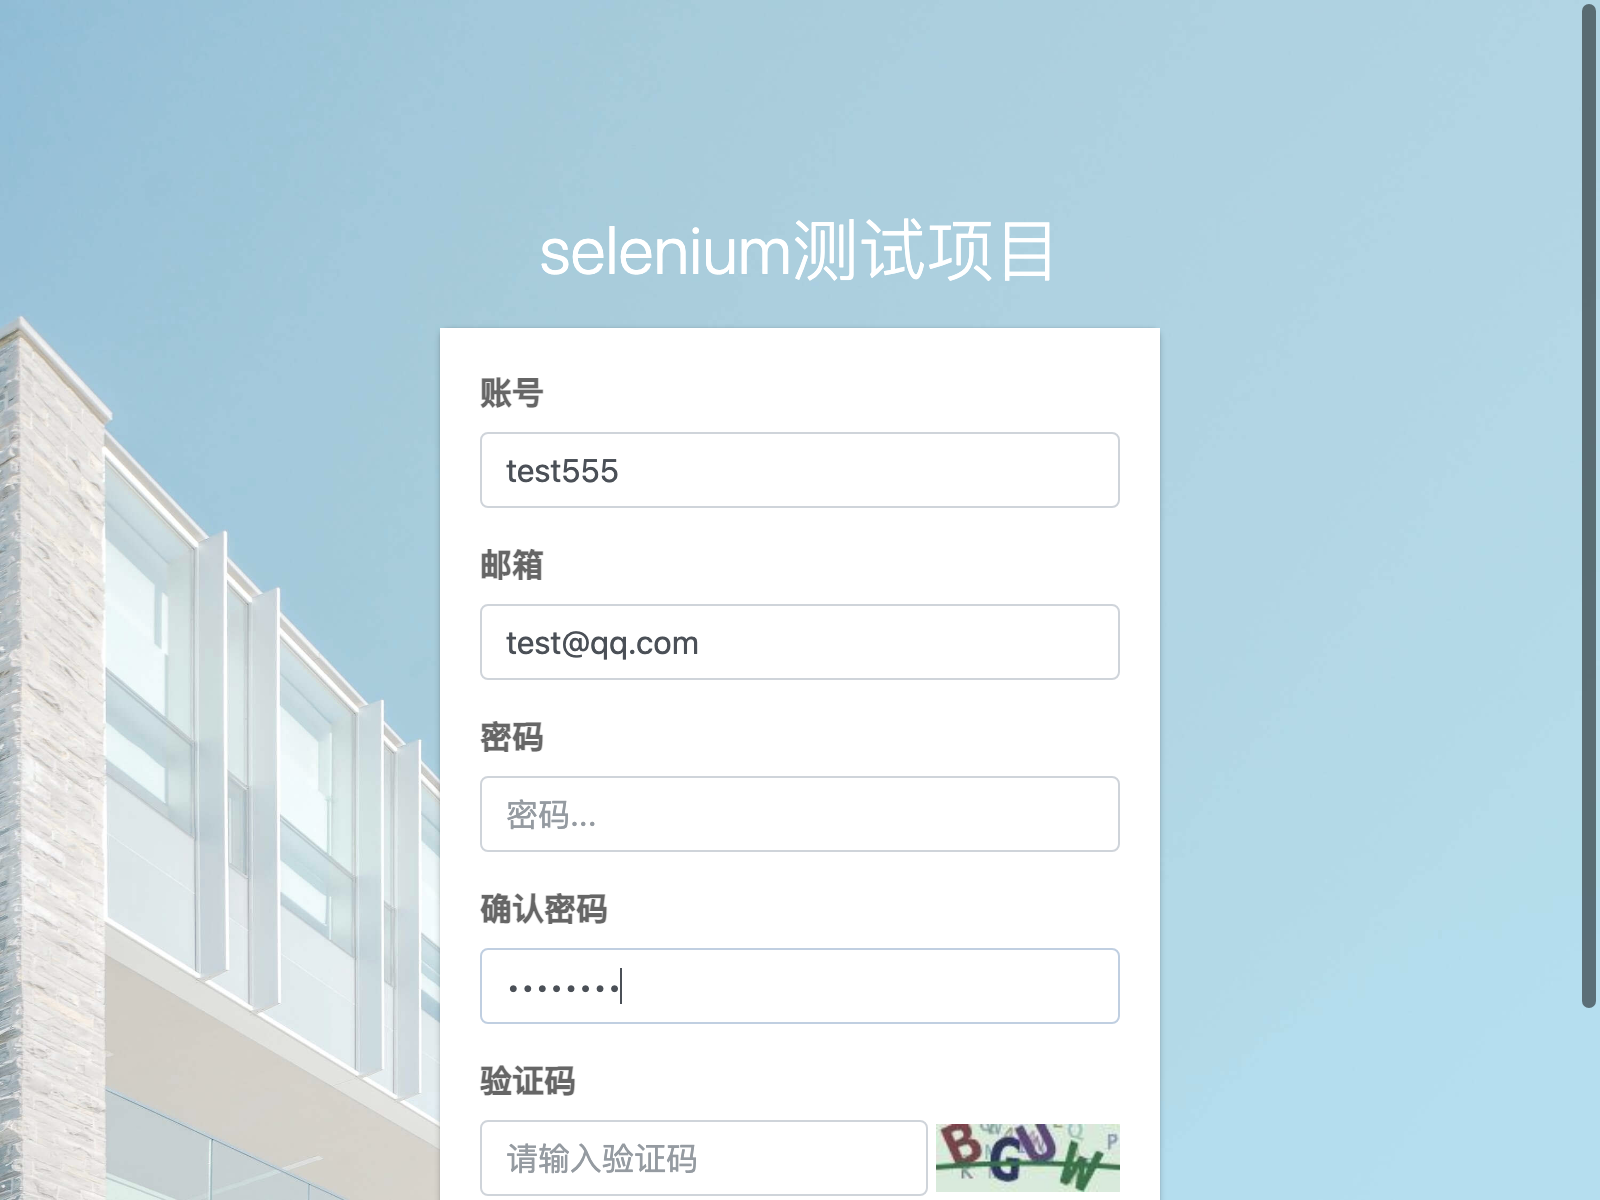 selenium测试项目
账号
test555
邮箱
test@qq.com
密码
密码...
确认密码
••••••••
验证码
请输入验证码
BGUW